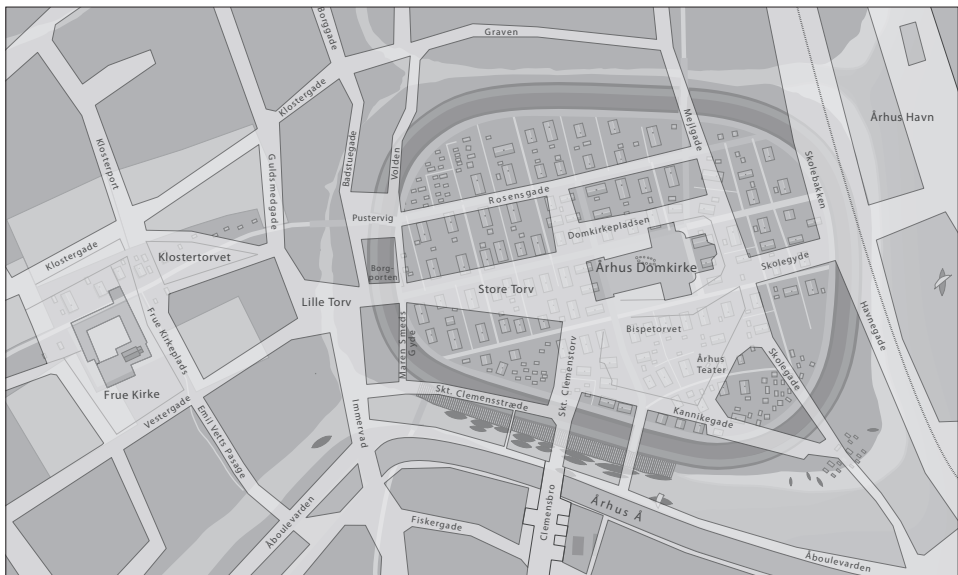 Borggade
Graven
Klostergade
Århus Havn
Mejlgade
Klosterport
Guldsmedgade
Badstuegade
Volden
Skolebakken
Rosensgade
Pustervig
Domkirkepladsen
Klostergade
Klostertorvet
Borg-
porten
Århus Domkirke
Skolegyde
Lille Torv
Store Torv
Frue Kirkeplads
Maren Smeds
Gyde
Bispetorvet
Havnegade
Århus
Teater
Skolegade
Frue Kirke
Skt. Clemenstorv
Skt. Clemensstræde
Vestergade
Immervad
Kannikegade
Emil Vetts Pasage
Åboulevarden
Århus Å
Clemensbro
Fiskergade
Åboulevarden